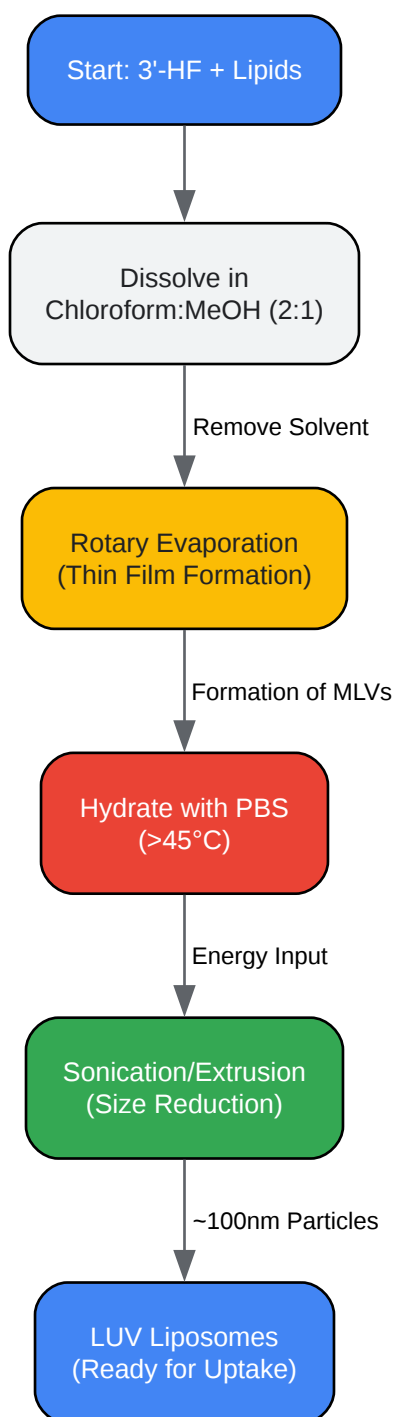 Start: 3'-HF + Lipids
Dissolve in
Chloroform:MeOH (2:1)
Remove Solvent
Rotary Evaporation
(Thin Film Formation)
Formation of MLVs
Hydrate with PBS
(>45°C)
Energy Input
Sonication/Extrusion
(Size Reduction)
~100nm Particles
LUV Liposomes
(Ready for Uptake)